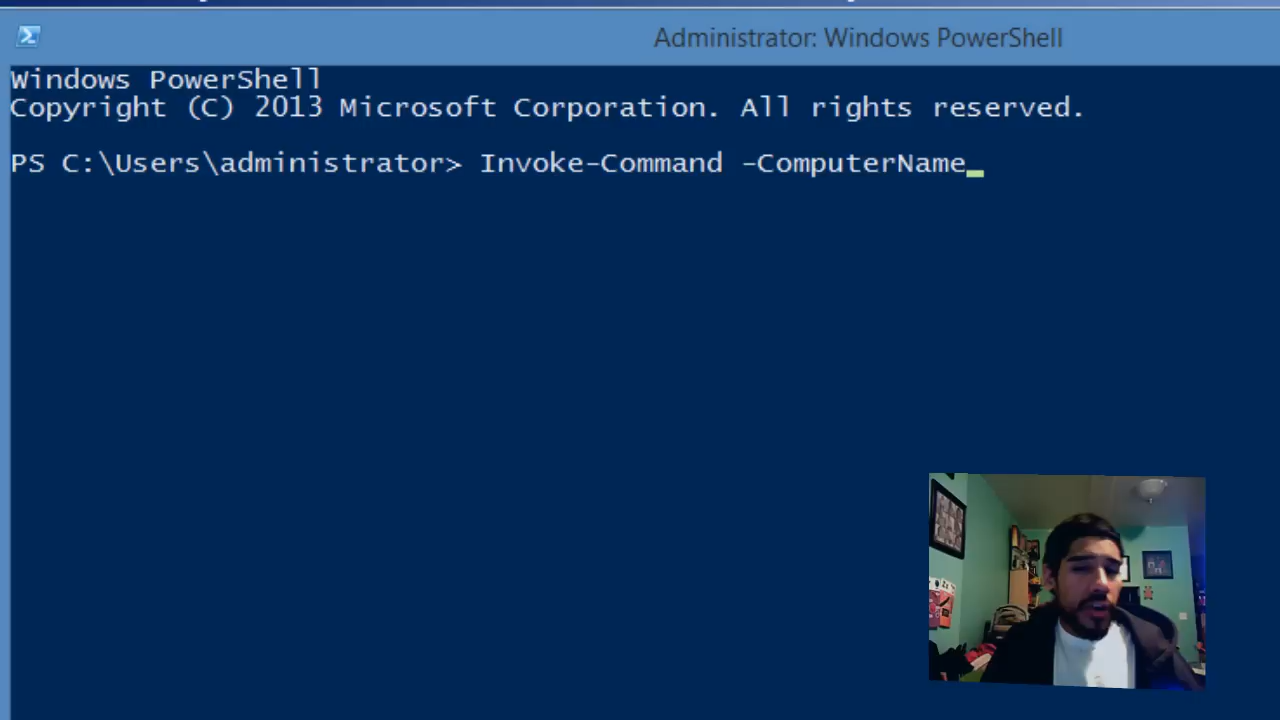 Administrator: Windows PowerShell
Windows PowerShell
Copyright (C) 2013 Microsoft Corporation. All rights reserved.
PS C:\Users\administrator> Invoke-Command -ComputerName